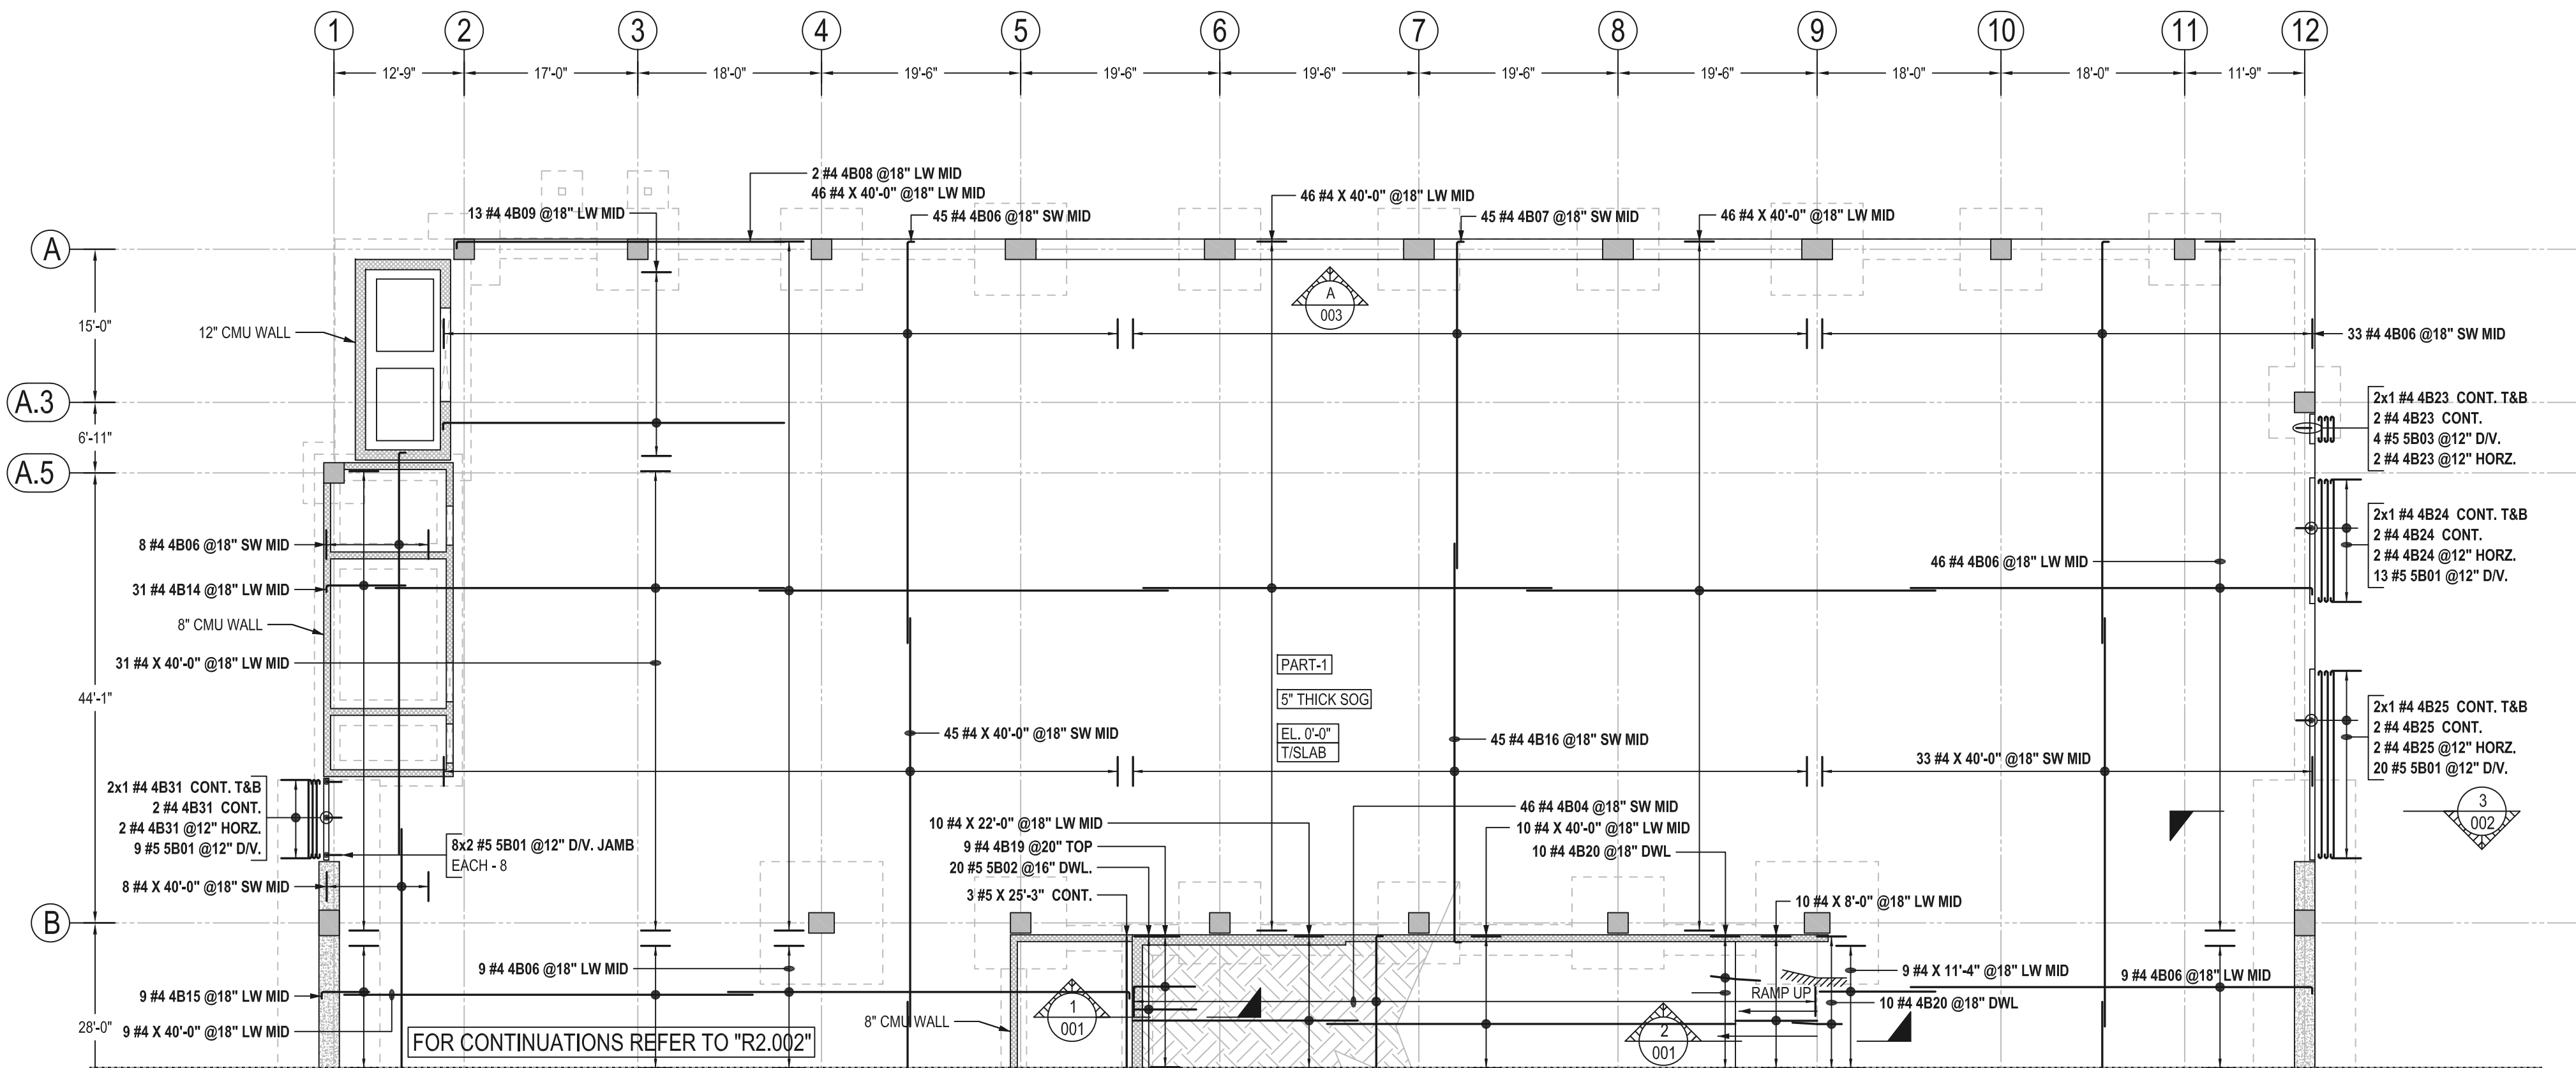 1 2 3 4 5 6 7 8 9 10 11 12
12'-9" 17'-0" 18'-0" 19'-6" 19'-6" 19'-6" 19'-6" 19'-6" 18'-0" 18'-0" 11'-9"
2 #4 4B08 @18" LW MID
46 #4 X 40'-0" @18" LW MID
46 #4 X 40'-0" @18" LW MID
13 #4 4B09 @18" LW MID
45 #4 4B06 @18" SW MID
45 #4 4B07 @18" SW MID
46 #4 X 40'-0" @18" LW MID
A
A
003
15'-0"
12" CMU WALL
33 #4 4B06 @18" SW MID
A.3
6'-11"
A.5
2x1 #4 4B23 CONT. T&B
2 #4 4B23 CONT.
4 #5 5B03 @12" D/V.
2 #4 4B23 @12" HORZ.
8 #4 4B06 @18" SW MID
31 #4 4B14 @18" LW MID
8" CMU WALL
31 #4 X 40'-0" @18" LW MID
46 #4 4B06 @18" LW MID
2x1 #4 4B24 CONT. T&B
2 #4 4B24 CONT.
2 #4 4B24 @12" HORZ.
13 #5 5B01 @12" D/V.
PART-1
5" THICK SOG
EL. 0'-0"
T/SLAB
44'-1"
45 #4 X 40'-0" @18" SW MID
45 #4 4B16 @18" SW MID
33 #4 X 40'-0" @18" SW MID
2x1 #4 4B25 CONT. T&B
2 #4 4B25 CONT.
2 #4 4B25 @12" HORZ.
20 #5 5B01 @12" D/V.
3
002
2x1 #4 4B31 CONT. T&B
2 #4 4B31 CONT.
2 #4 4B31 @12" HORZ.
9 #5 5B01 @12" D/V.
8x2 #5 5B01 @12" D/V. JAMB
EACH - 8
8 #4 X 40'-0" @18" SW MID
46 #4 4B04 @18" SW MID
10 #4 X 22'-0" @18" LW MID
10 #4 X 40'-0" @18" LW MID
9 #4 4B19 @20" TOP
10 #4 4B20 @18" DWL
20 #5 5B02 @16" DWL.
3 #5 X 25'-3" CONT.
10 #4 X 8'-0" @18" LW MID
B
9 #4 4B06 @18" LW MID
9 #4 X 11'-4" @18" LW MID
9 #4 4B06 @18" LW MID
9 #4 4B15 @18" LW MID
RAMP UP
10 #4 4B20 @18" DWL
1
001
8" CMU WALL
28'-0"
9 #4 X 40'-0" @18" LW MID
2
001
FOR CONTINUATIONS REFER TO "R2.002"